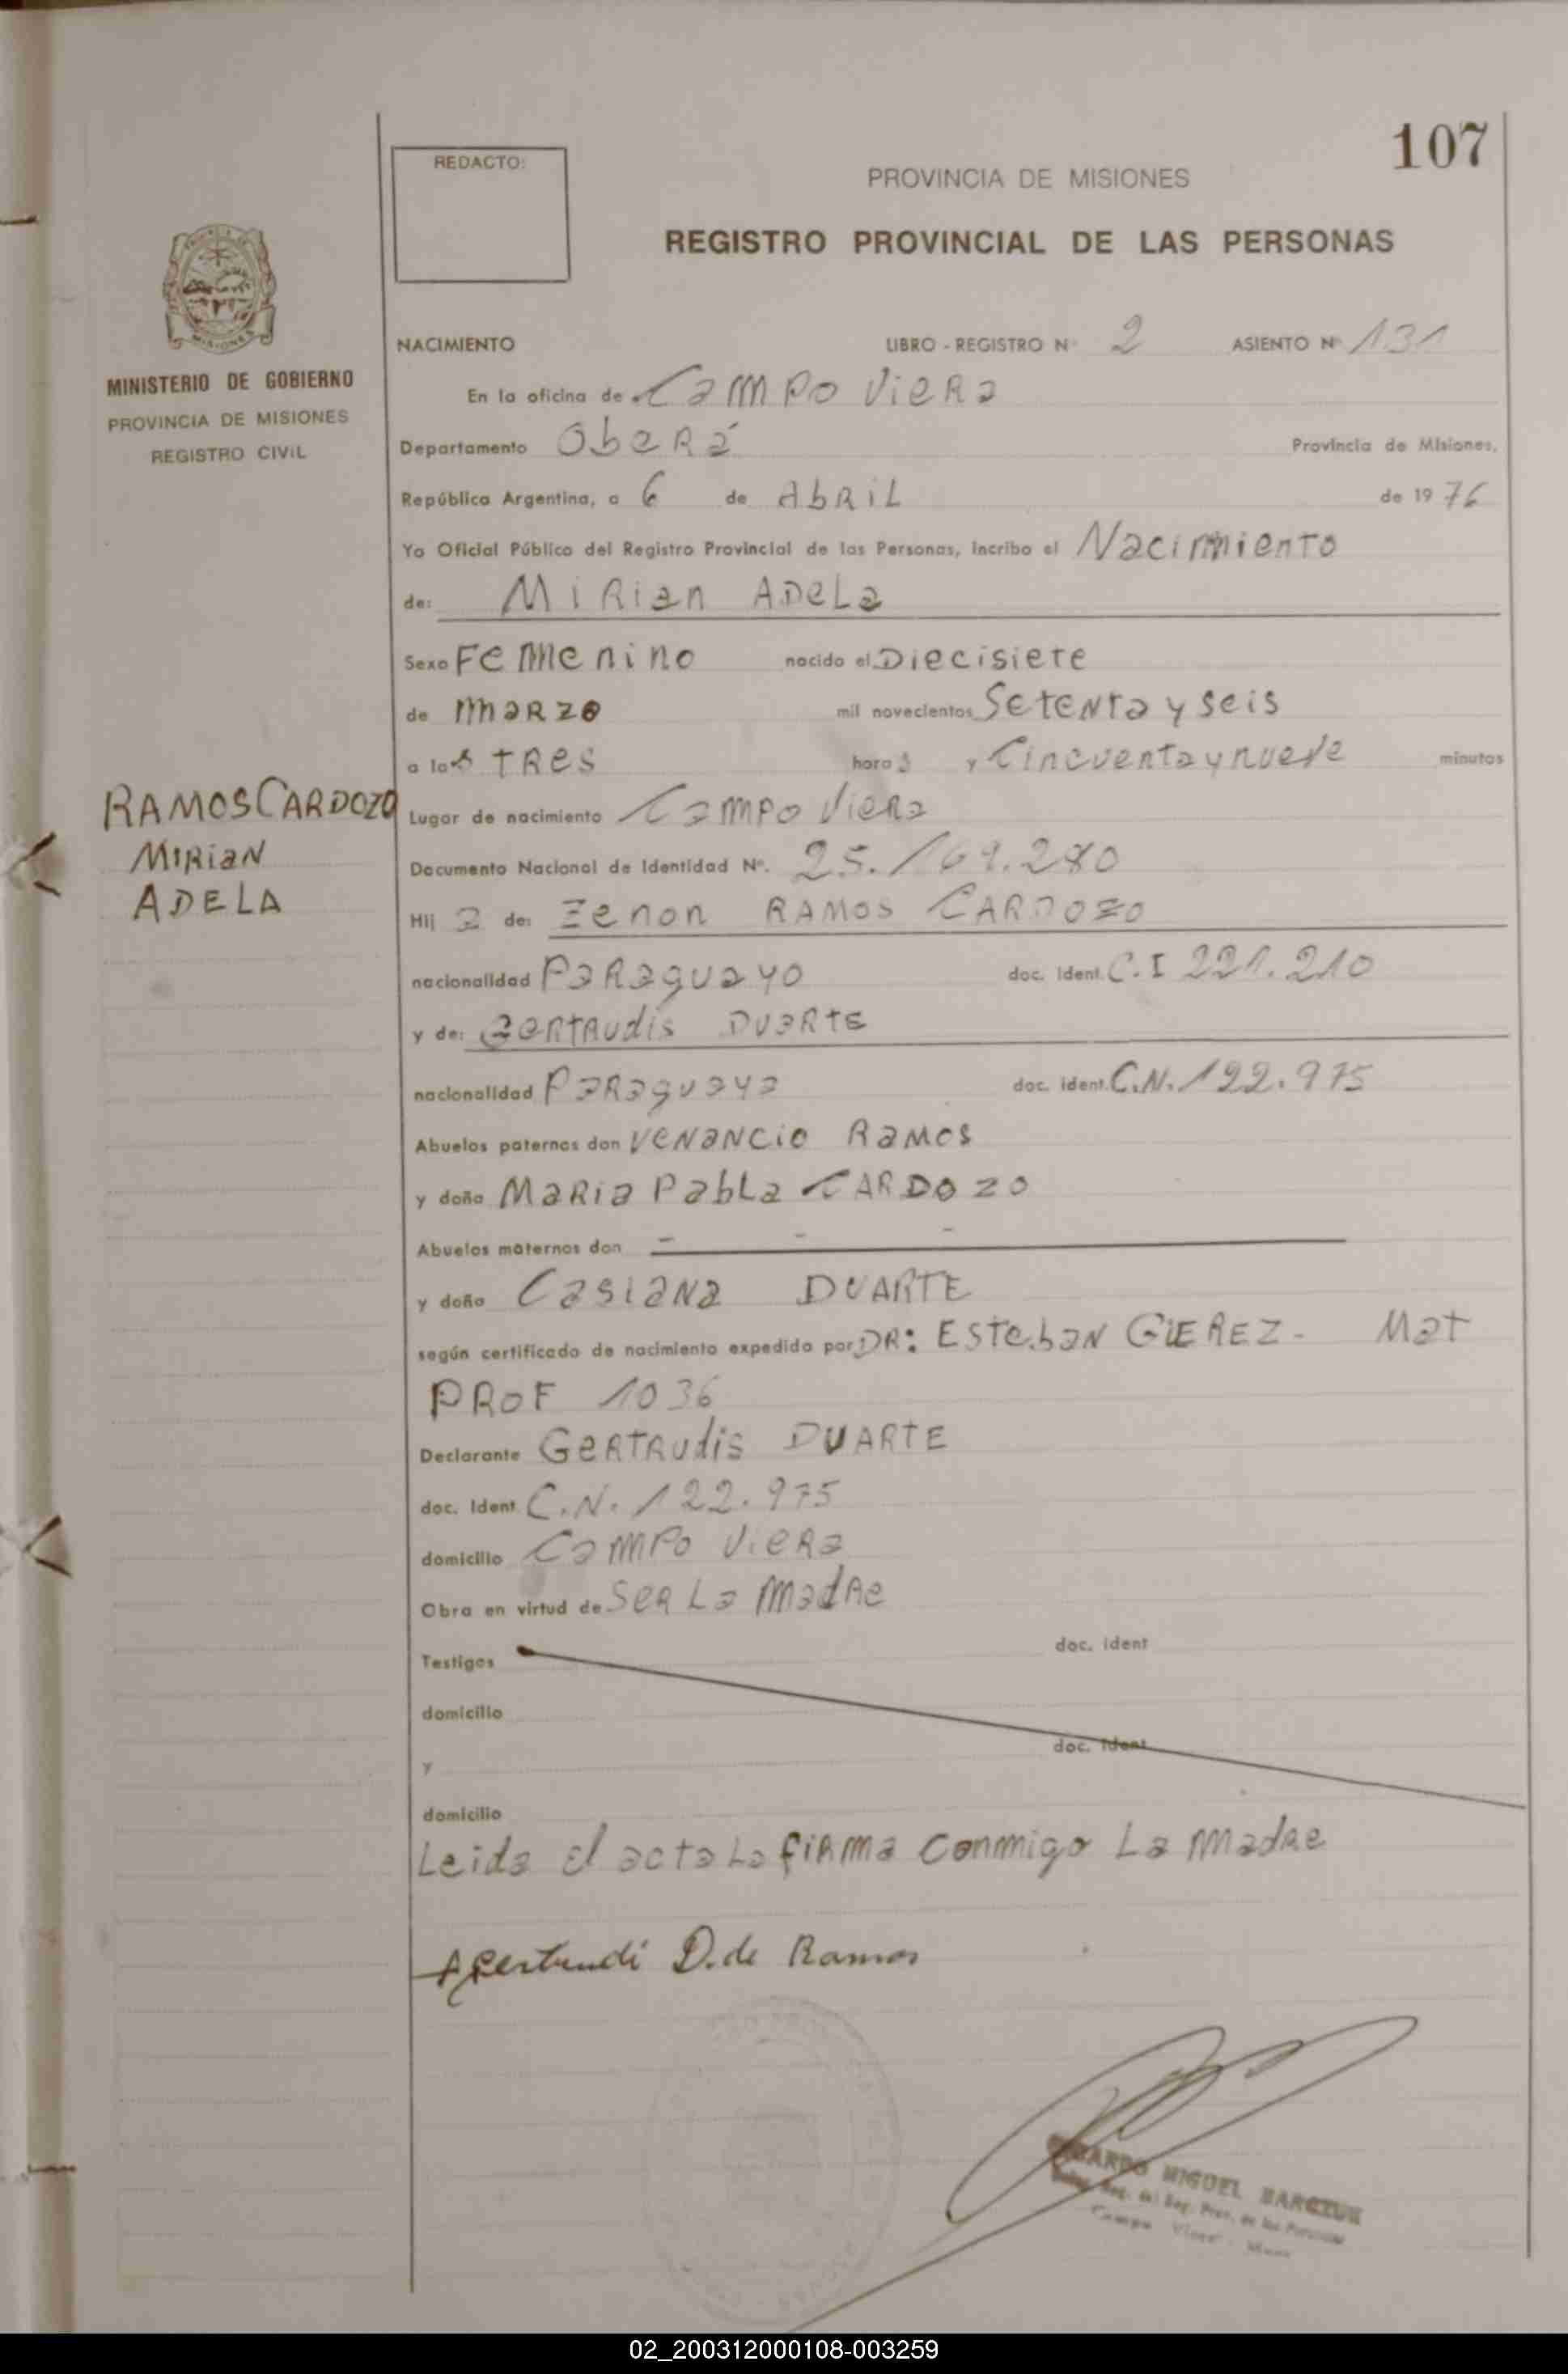 107
REDACTO:
PROVINCIA DE MISIONES
REGISTRO PROVINCIAL DE LAS PERSONAS
MINISTERIO DE GOBIERNO
PROVINCIA DE MISIONES
REGISTRO CIVIL
NACIMIENTO LIBRO - REGISTRO N° 2 ASIENTO N° 131
En la oficina de Campo Viera
Departamento Oberá Provincia de Misiones,
República Argentina, a 6 de Abril de 1976
Yo Oficial Público del Registro Provincial de las Personas, incribo el Nacimiento
de: Mirian Adela
Sexo Femenino nacido el Diecisiete
de marzo mil novecientos Setenta y seis
a las tres horas y Cincuenta y nueve minutos
RAMOS CARDOZO
MIRIAN
ADELA
Lugar de nacimiento Campo Viera
Documento Nacional de Identidad N°. 25.169.280
Hij a de: Zenon RAMOS CARDOZO
nacionalidad Paraguayo doc. ident. C.I 221.210
y de: Gertrudis Duarte
nacionalidad Paraguaya doc. ident. C.N. 122.975
Abuelos paternos don Venancio Ramos
y doña Maria Pabla CARDOZO
Abuelos maternos don - - -
y doña Casiana DUARTE
según certificado de nacimiento expedido por DR: Esteban GIEREZ - Mat
PROF 1036
Declarante Gertrudis DUARTE
doc. Ident C.N. 122.975
domicilio Campo Viera
Obra en virtud de Ser La madre
Testigos doc. ident
domicilio
y doc. ident
domicilio
Leida el acta La firma Conmigo La madre
Gertrudi D. de Ramos
MIGUEL
Campo Viera
02_200312000108-003259